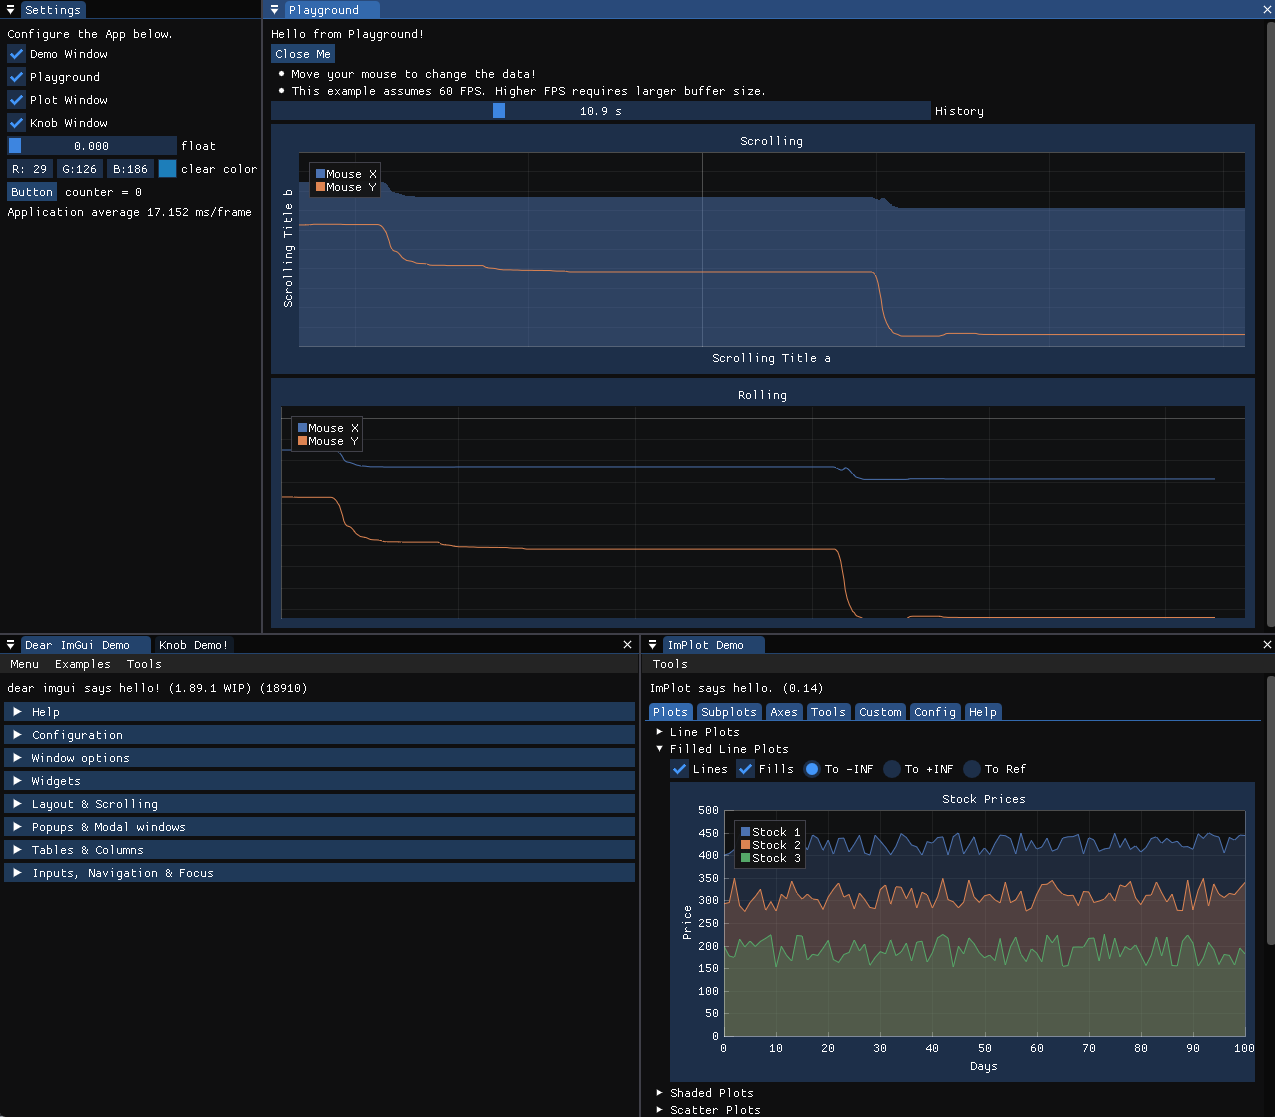 Settings
Configure the App below.
Demo Window
Playground
Plot Window
Knob Window
0.000 float
R: 29 G:126 B:186 clear color
Button counter = 0
Application average 17.152 ms/frame
Playground
Hello from Playground!
Close Me
Move your mouse to change the data!
This example assumes 60 FPS. Higher FPS requires larger buffer size.
10.9 s History
Scrolling
Mouse X
Mouse Y
Scrolling Title b
Scrolling Title a
Rolling
Mouse X
Mouse Y
Dear ImGui Demo Knob Demo!
Menu Examples Tools
dear imgui says hello! (1.89.1 WIP) (18910)
Help
Configuration
Window options
Widgets
Layout & Scrolling
Popups & Modal windows
Tables & Columns
Inputs, Navigation & Focus
ImPlot Demo
Tools
ImPlot says hello. (0.14)
Plots Subplots Axes Tools Custom Config Help
Line Plots
Filled Line Plots
Lines Fills To -INF To +INF To Ref
Stock Prices
Stock 1
Stock 2
Stock 3
500
450
400
350
300
250
200
150
100
50
0
Price
0 10 20 30 40 50 60 70 80 90 100
Days
Shaded Plots
Scatter Plots